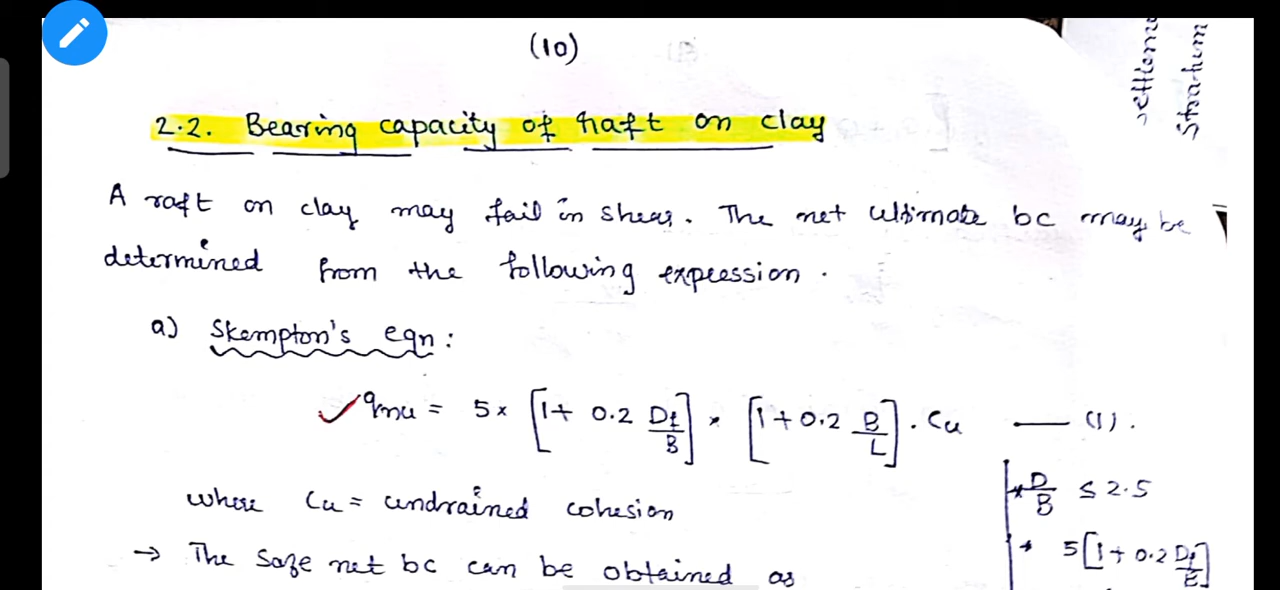 (10)
settleme
Stratum
2.2. Bearing capacity of raft on clay
A raft on clay may fail in shear. The net ultimate bc may be
determined from the following expression.
a) Skempton's eqn:
qnu = 5 × [1 + 0.2 Df/B] × [1 + 0.2 B/L] . Cu —— (1).
where Cu = undrained cohesion
* D/B ≤ 2.5
→ The safe net bc can be obtained as
* 5[1 + 0.2 Df/B]